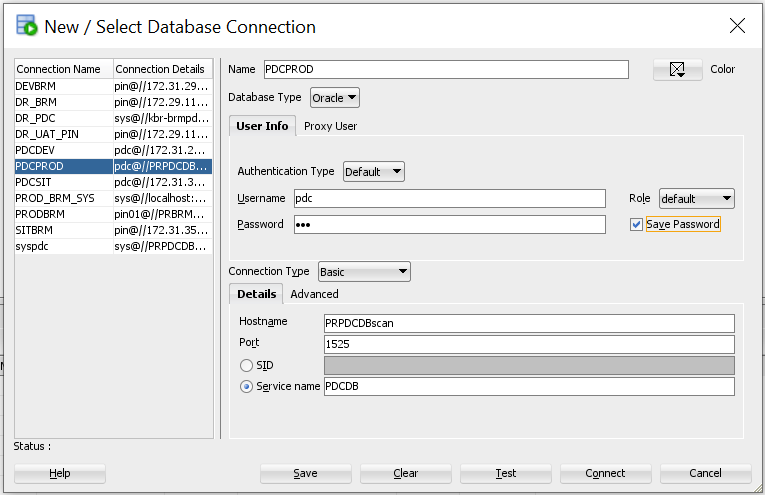 New / Select Database Connection
Connection Name Connection Details
DEVBRM pin@//172.31.29...
DR_BRM pin@//172.29.11...
DR_PDC sys@//kbr-brmpd...
DR_UAT_PIN pin@//172.29.11...
PDCDEV pdc@//172.31.2...
PDCPROD pdc@//PRPDCDB...
PDCSIT pdc@//172.31.3...
PROD_BRM_SYS sys@//localhost:...
PRODBRM pin01@//PRBRM...
SITBRM pin@//172.31.35...
syspdc sys@//PRPDCDB...
Name PDCPROD Color
Database Type Oracle
User Info Proxy User
Authentication Type Default
Username pdc Role default
Password ••• Save Password
Connection Type Basic
Details Advanced
Hostname PRPDCDBscan
Port 1525
SID
Service name PDCDB
Status :
Help Save Clear Test Connect Cancel